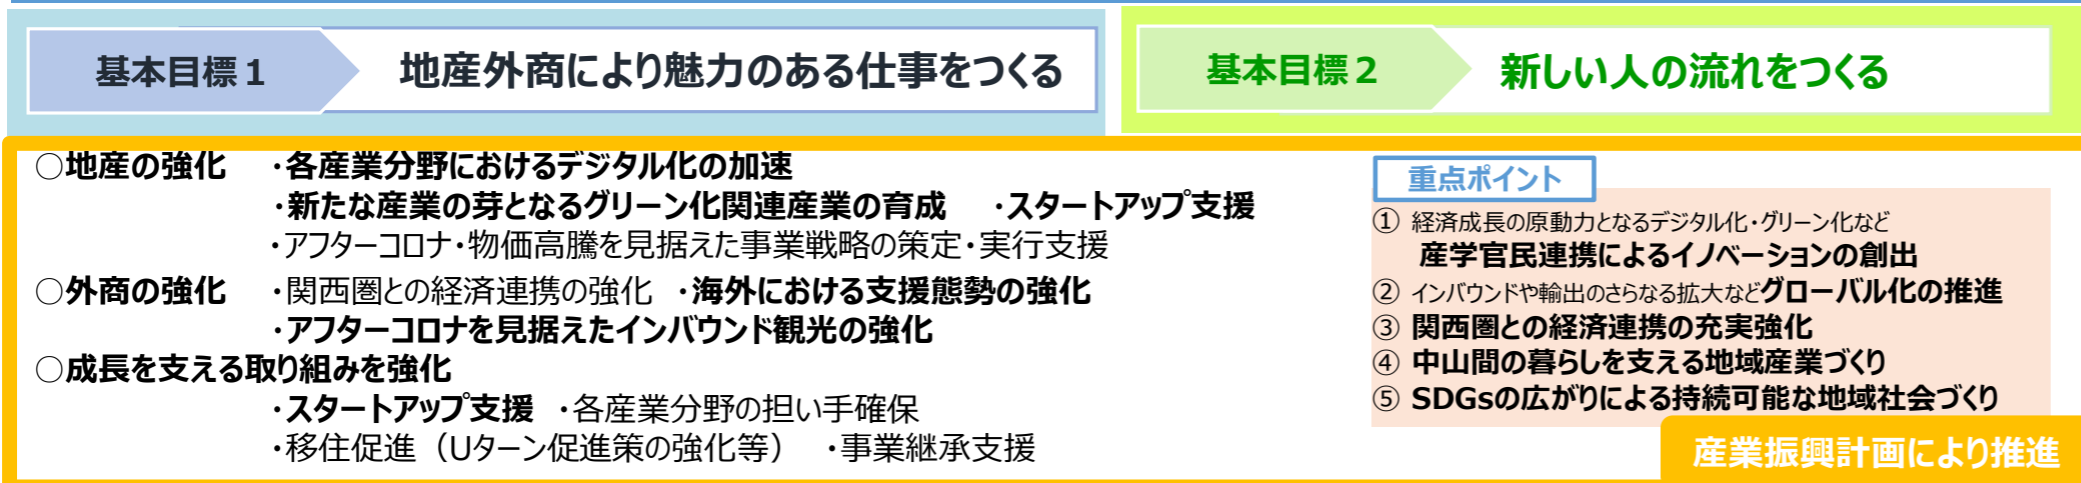 基本目標1 地産外商により魅力のある仕事をつくる
基本目標2 新しい人の流れをつくる
○地産の強化 ・各産業分野におけるデジタル化の加速
・新たな産業の芽となるグリーン化関連産業の育成 ・スタートアップ支援
・アフターコロナ・物価高騰を見据えた事業戦略の策定・実行支援
○外商の強化 ・関西圏との経済連携の強化 ・海外における支援態勢の強化
・アフターコロナを見据えたインバウンド観光の強化
○成長を支える取り組みを強化
・スタートアップ支援 ・各産業分野の担い手確保
・移住促進（Uターン促進策の強化等） ・事業継承支援
重点ポイント
① 経済成長の原動力となるデジタル化・グリーン化など
産学官民連携によるイノベーションの創出
② インバウンドや輸出のさらなる拡大などグローバル化の推進
③ 関西圏との経済連携の充実強化
④ 中山間の暮らしを支える地域産業づくり
⑤ SDGsの広がりによる持続可能な地域社会づくり
産業振興計画により推進